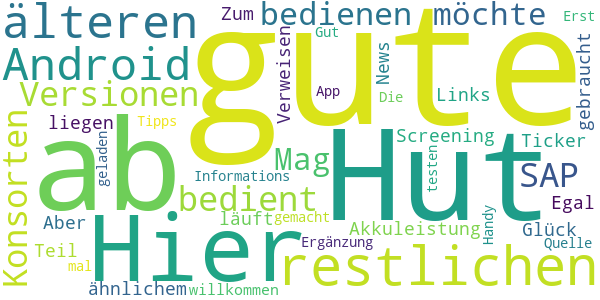 älteren
Zum
bedienen
möchte
Erst
gute
Android
Verweisen
Gut
News
gebraucht
Versionen
App
Die
Links
Konsorten
liegen
Tipps
ab
Hut
Screening
Ticker
geladen
Mag
Informations
testen
SAP
bedient
Egal
Aber
Hier
läuft
gemacht
Akkuleistung
Handy
Glück
Teil
Ergänzung
Quelle
mal
restlichen
ähnlichem
willkommen